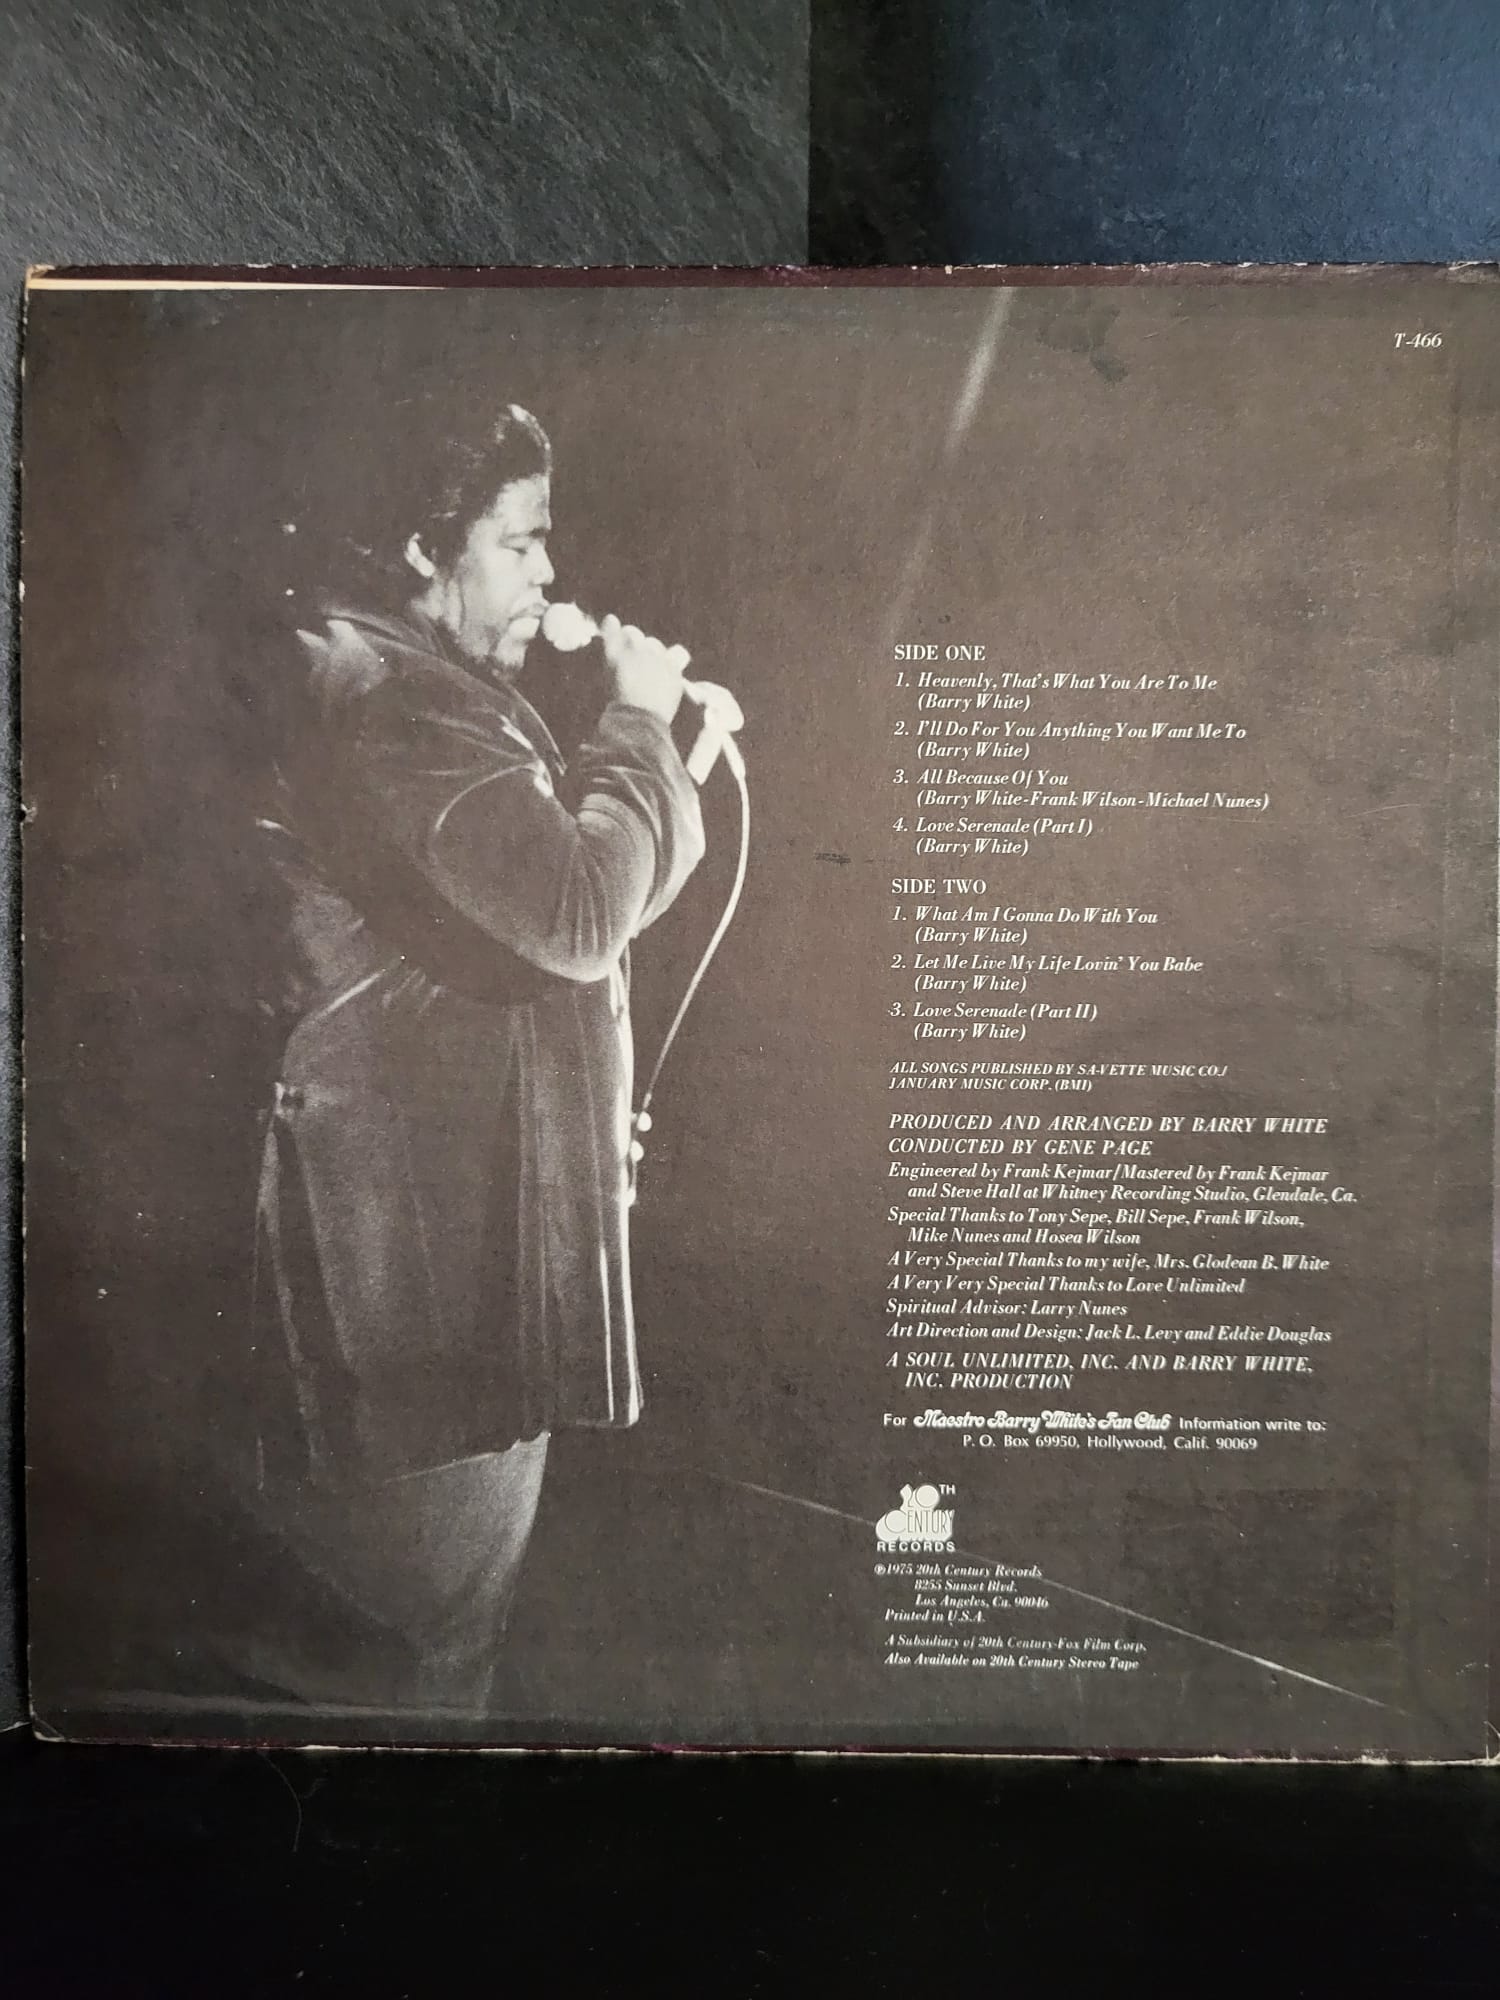 T-466
SIDE ONE
1. Heavenly, That's What You Are To Me
(Barry White)
2. I'll Do For You Anything You Want Me To
(Barry White)
3. All Because Of You
(Barry White-Frank Wilson-Michael Nunes)
4. Love Serenade (Part I)
(Barry White)
SIDE TWO
1. What Am I Gonna Do With You
(Barry White)
2. Let Me Live My Life Lovin' You Babe
(Barry White)
3. Love Serenade (Part II)
(Barry White)
ALL SONGS PUBLISHED BY SA-VETTE MUSIC CO./
JANUARY MUSIC CORP. (BMI)
PRODUCED AND ARRANGED BY BARRY WHITE
CONDUCTED BY GENE PAGE
Engineered by Frank Kejmar/Mastered by Frank Kejmar
and Steve Hall at Whitney Recording Studio, Glendale, Ca.
Special Thanks to Tony Sepe, Bill Sepe, Frank Wilson,
Mike Nunes and Hosea Wilson
A Very Special Thanks to my wife, Mrs. Glodean B. White
A Very Very Special Thanks to Love Unlimited
Spiritual Advisor: Larry Nunes
Art Direction and Design: Jack L. Levy and Eddie Douglas
A SOUL UNLIMITED, INC. AND BARRY WHITE,
INC. PRODUCTION
For Maestro Barry White's Fan Club Information write to:
P. O. Box 69950, Hollywood, Calif. 90069
20TH
CENTURY
RECORDS
℗1975 20th Century Records
8255 Sunset Blvd.
Los Angeles, Ca. 90046
Printed in U.S.A.
A Subsidiary of 20th Century-Fox Film Corp.
Also Available on 20th Century Stereo Tape